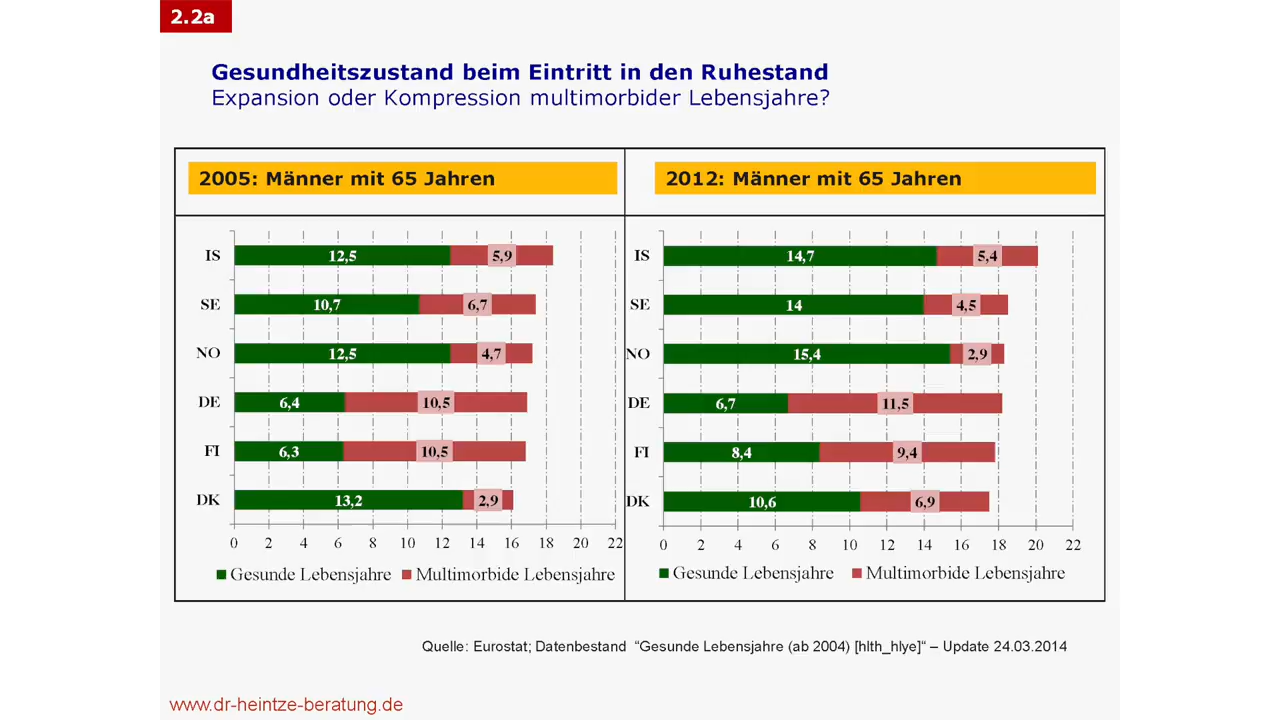 2.2a
Gesundheitszustand beim Eintritt in den Ruhestand
Expansion oder Kompression multimorbider Lebensjahre?
2005: Männer mit 65 Jahren
IS 12,5 5,9
SE 10,7 6,7
NO 12,5 4,7
DE 6,4 10,5
FI 6,3 10,5
DK 13,2 2,9
0 2 4 6 8 10 12 14 16 18 20 22
Gesunde Lebensjahre Multimorbide Lebensjahre
2012: Männer mit 65 Jahren
IS 14,7 5,4
SE 14 4,5
NO 15,4 2,9
DE 6,7 11,5
FI 8,4 9,4
DK 10,6 6,9
0 2 4 6 8 10 12 14 16 18 20 22
Gesunde Lebensjahre Multimorbide Lebensjahre
Quelle: Eurostat; Datenbestand “Gesunde Lebensjahre (ab 2004) [hlth_hlye]“ – Update 24.03.2014
www.dr-heintze-beratung.de